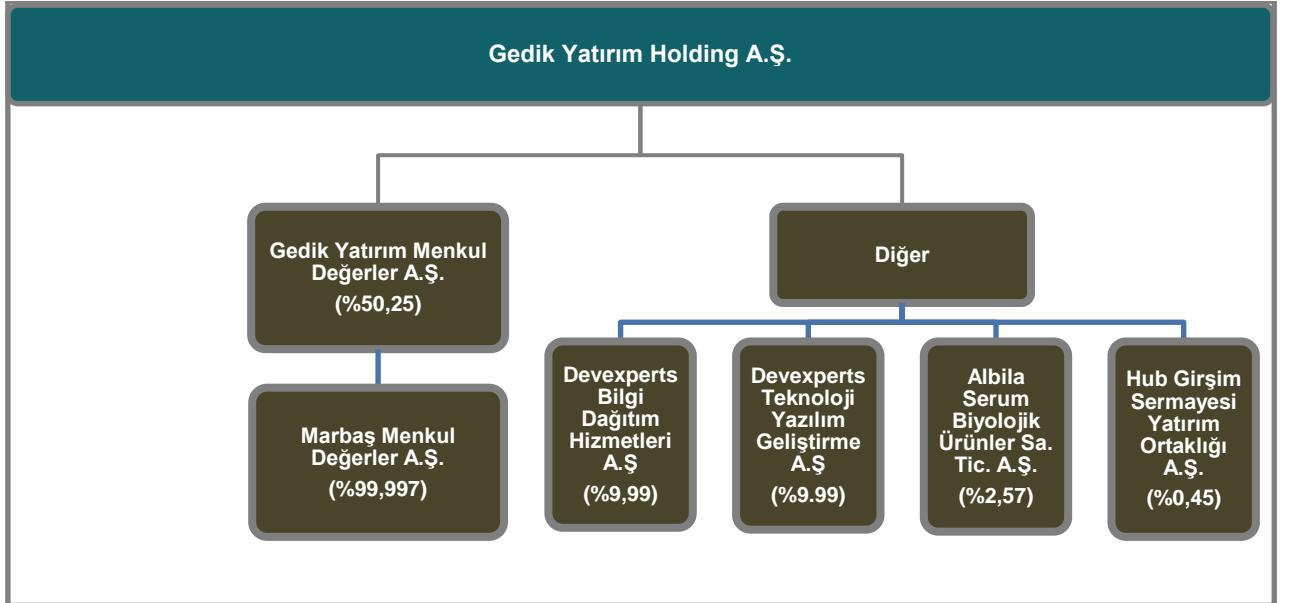 Gedik Yatırım Holding A.Ş.
Gedik Yatırım Menkul
Değerler A.Ş.
(%50,25)
Diğer
Marbaş Menkul
Değerler A.Ş.
(%99,997)
Devexperts
Bilgi
Dağıtım
Hizmetleri
A.Ş
(%9,99)
Devexperts
Teknoloji
Yazılım
Geliştirme
A.Ş
(%9.99)
Albila
Serum
Biyolojik
Ürünler Sa.
Tic. A.Ş.
(%2,57)
Hub Girşim
Sermayesi
Yatırım
Ortaklığı
A.Ş.
(%0,45)